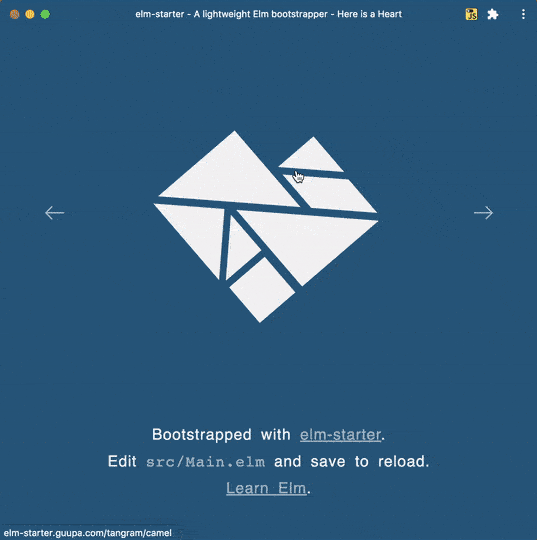 elm-starter - A lightweight Elm bootstrapper - Here is a Heart
JS
Bootstrapped with elm-starter.
Edit src/Main.elm and save to reload.
Learn Elm.
elm-starter.guupa.com/tangram/camel